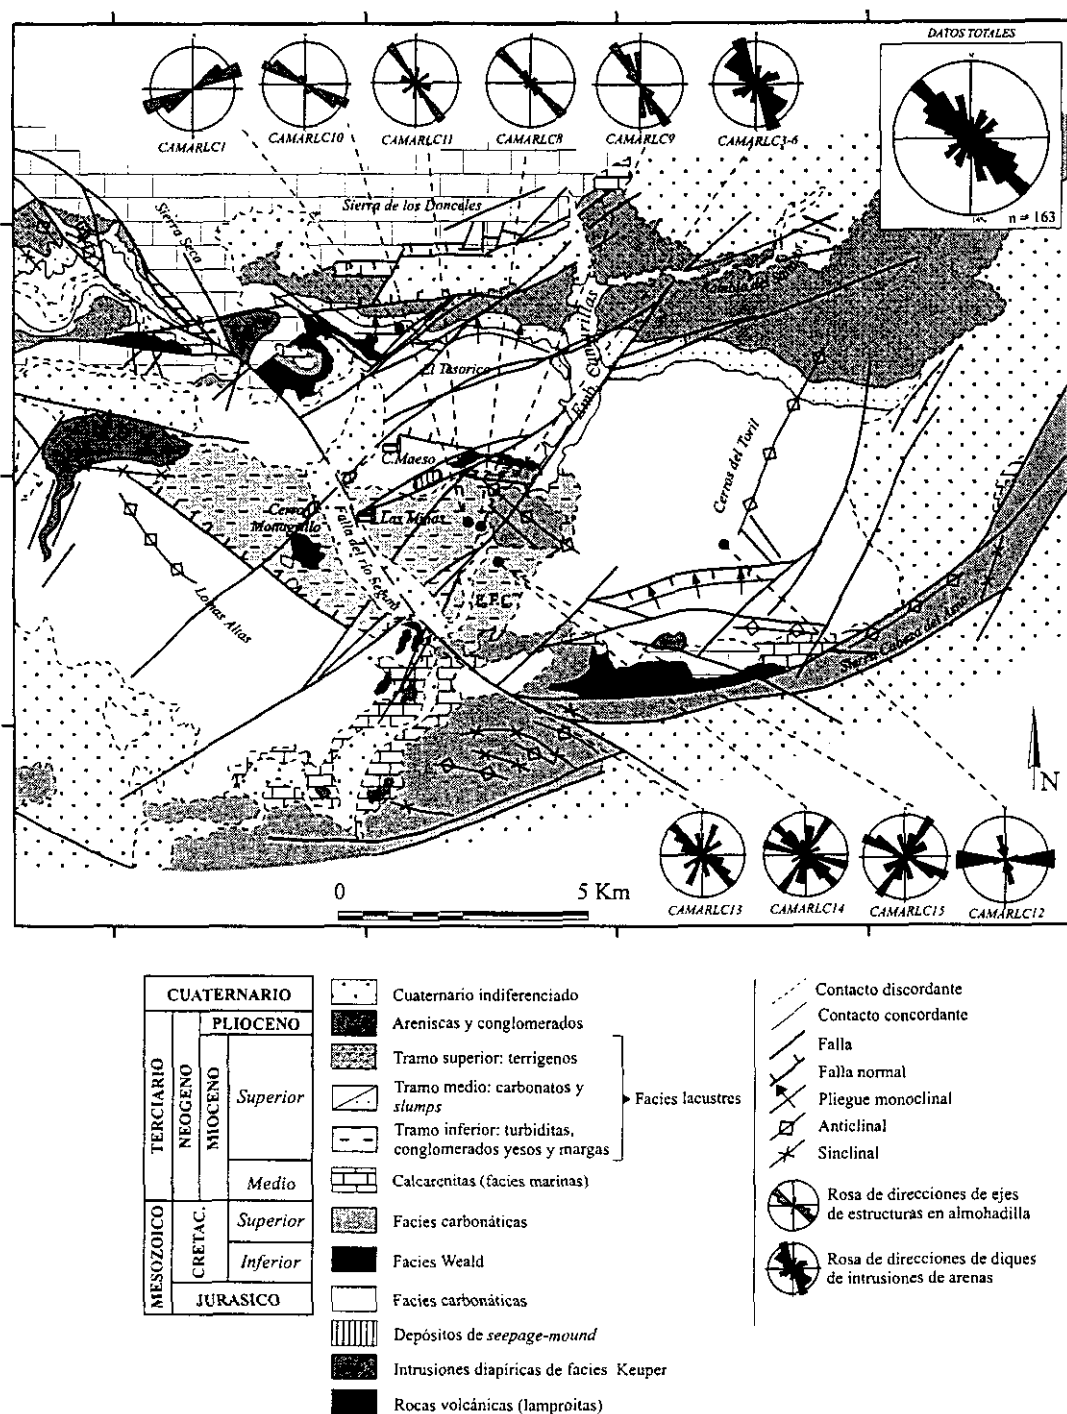 DATOS TOTALES
n = 163
CAMARLC1
CAMARLC10
CAMARLC11
CAMARLC8
CAMARLC9
CAMARLC3-6
Sierra de los Donceles
Sierra Seca
El Tesorico
Emb. Camarillas
Cerros del Toril
C.Maeso
Las Minas
Cerro
Monagrillo
Falla del río Segura
Lomas Altas
Sierra Cabeza del Asno
N
0
5 Km
CAMARLC13
CAMARLC14
CAMARLC15
CAMARLC12
CUATERNARIO
TERCIARIO
NEOGENO
PLIOCENO
MIOCENO
Superior
Medio
MESOZOICO
CRETAC.
Superior
Inferior
JURASICO
Cuaternario indiferenciado
Areniscas y conglomerados
Tramo superior: terrígenos
Tramo medio: carbonatos y
slumps
Tramo inferior: turbiditas,
conglomerados yesos y margas
Facies lacustres
Calcarenitas (facies marinas)
Facies carbonáticas
Facies Weald
Facies carbonáticas
Depósitos de seepage-mound
Intrusiones diapíricas de facies Keuper
Rocas volcánicas (lamproitas)
Contacto discordante
Contacto concordante
Falla
Falla normal
Pliegue monoclinal
Anticlinal
Sinclinal
Rosa de direcciones de ejes
de estructuras en almohadilla
Rosa de direcciones de diques
de intrusiones de arenas